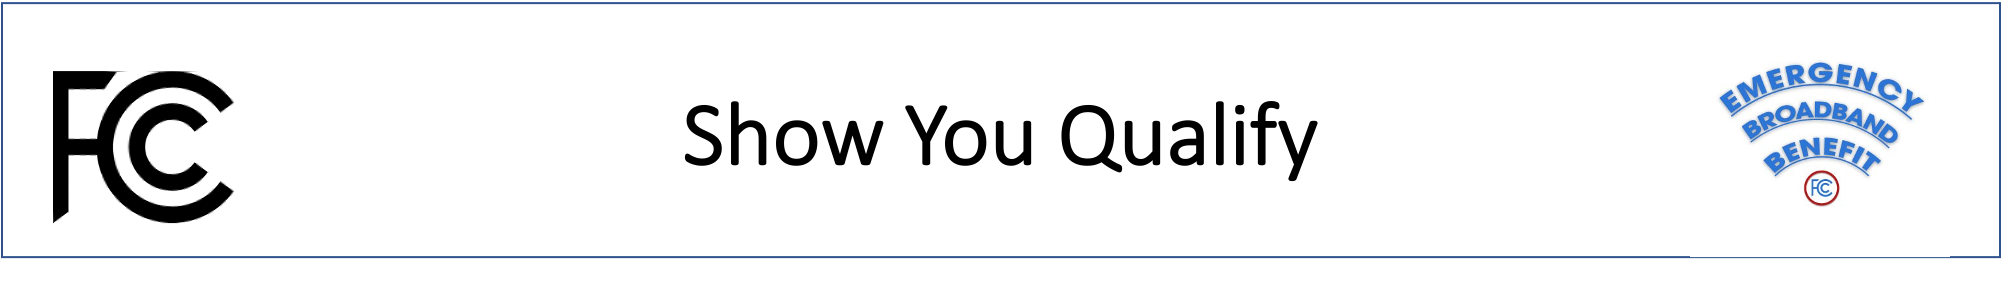 FCC
Show You Qualify
EMERGENCY
BROADBAND
BENEFIT
FCC